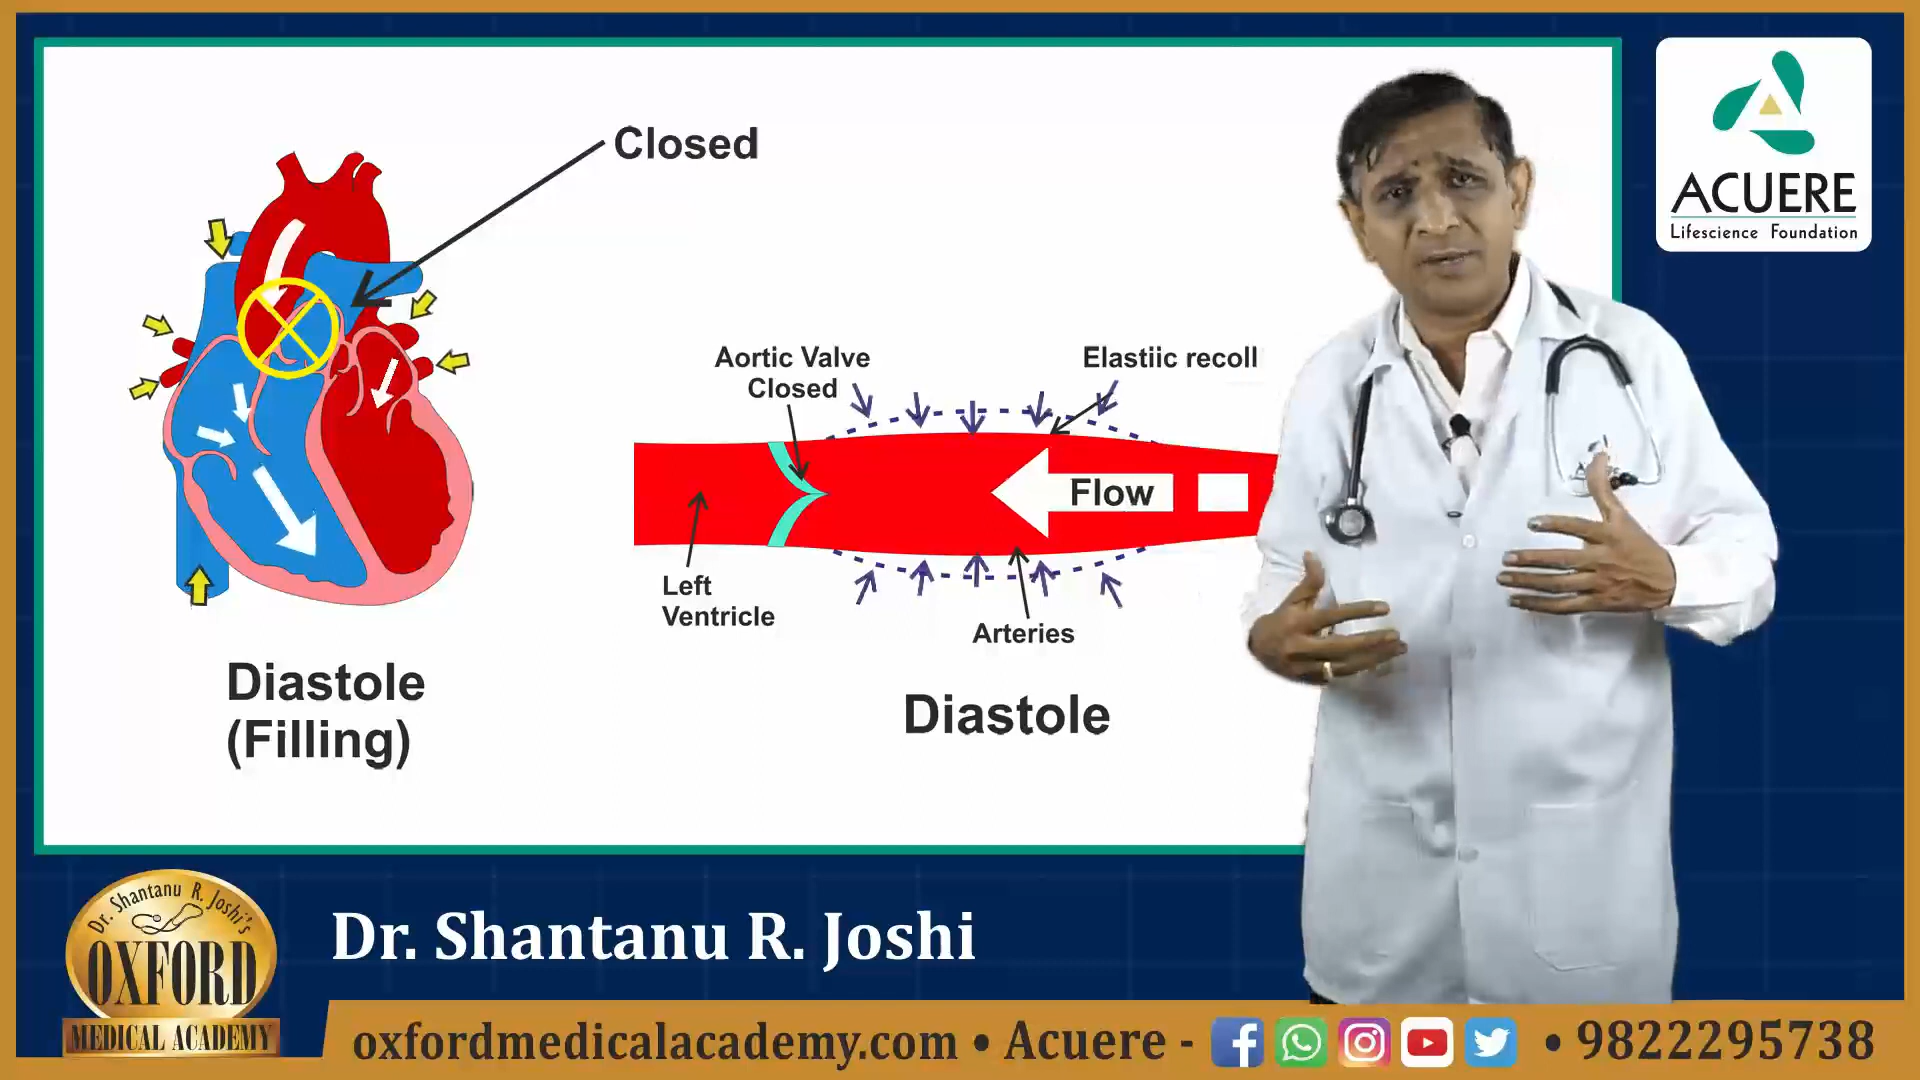 Closed
Aortic Valve
Closed
Elastiic recoll
Flow
Left
Ventricle
Arteries
Diastole
(Filling)
Diastole
ACUERE
Lifescience Foundation
Dr. Shantanu R. Joshi's
OXFORD
MEDICAL ACADEMY
Dr. Shantanu R. Joshi
oxfordmedicalacademy.com • Acuere - • 9822295738